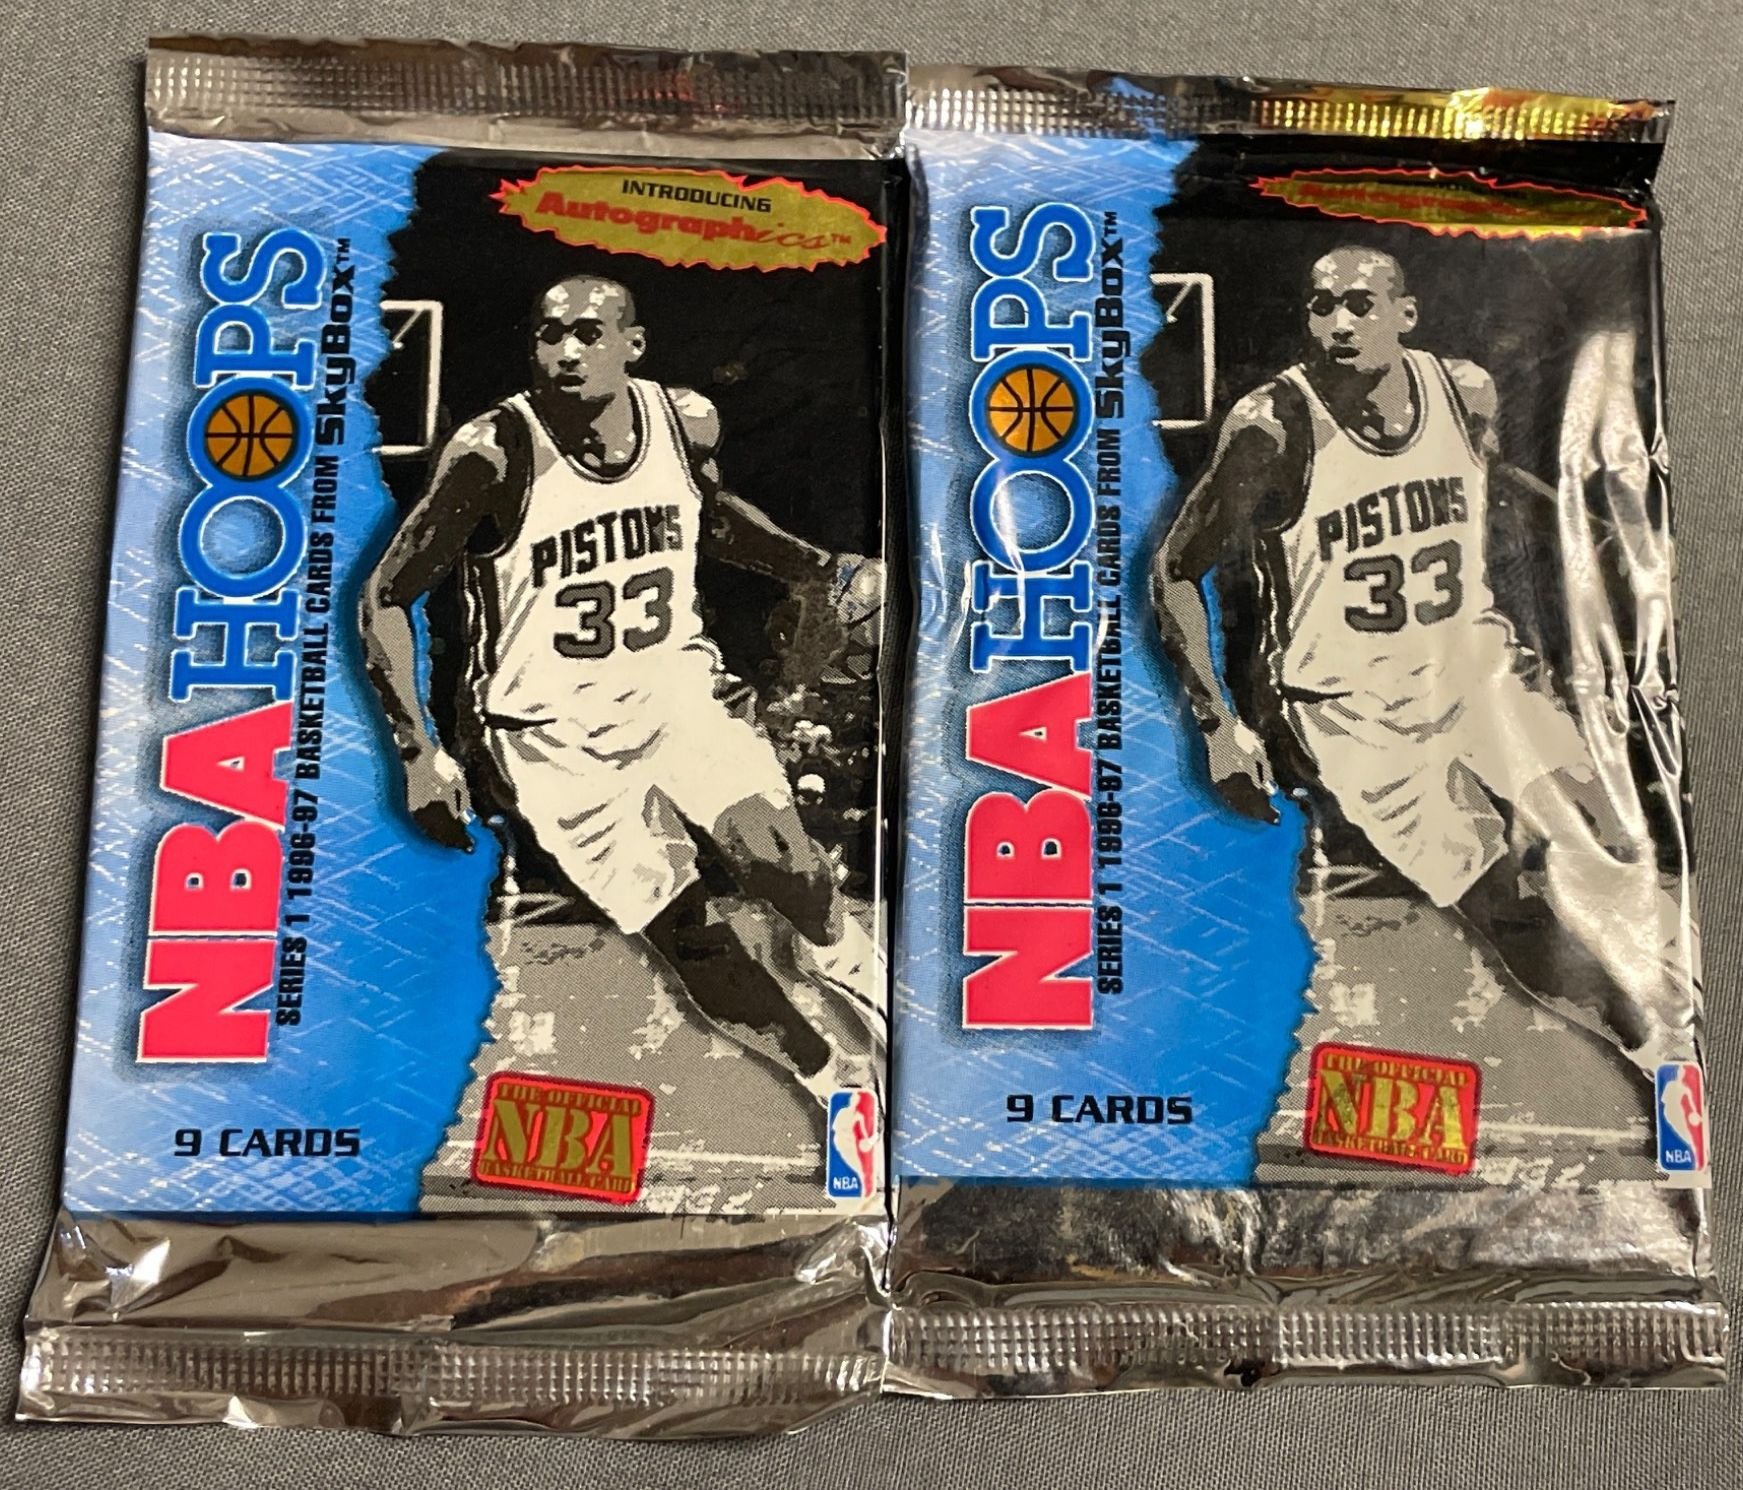 INTRODUCING
Autographics™
NBA HOOPS
SERIES 1 1996-97 BASKETBALL CARDS FROM SkyBox™
PISTONS
33
9 CARDS
THE OFFICIAL
NBA
BASKETBALL CARD
NBA
Autographics
NBA HOOPS
SERIES 1 1996-97 BASKETBALL CARDS FROM SkyBox™
PISTONS
33
9 CARDS
THE OFFICIAL
NBA
BASKETBALL CARD
NBA